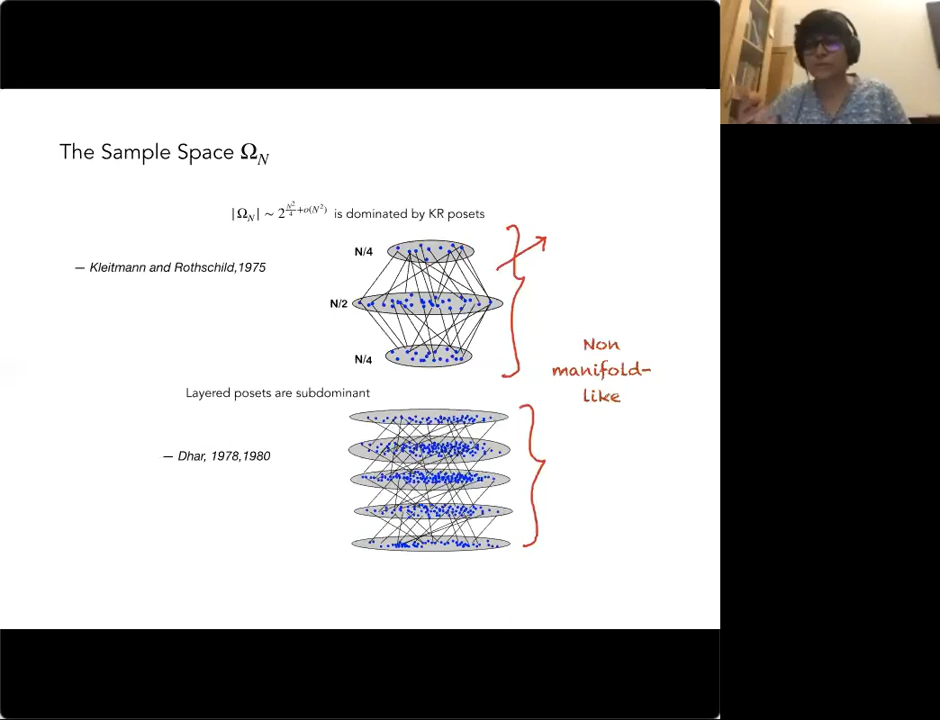 The Sample Space Ω_N
|Ω_N| ∼ 2^{N²/4 + o(N²)} is dominated by KR posets
N/4
— Kleitmann and Rothschild,1975
N/2
Non
manifold-
like
N/4
Layered posets are subdominant
— Dhar, 1978,1980